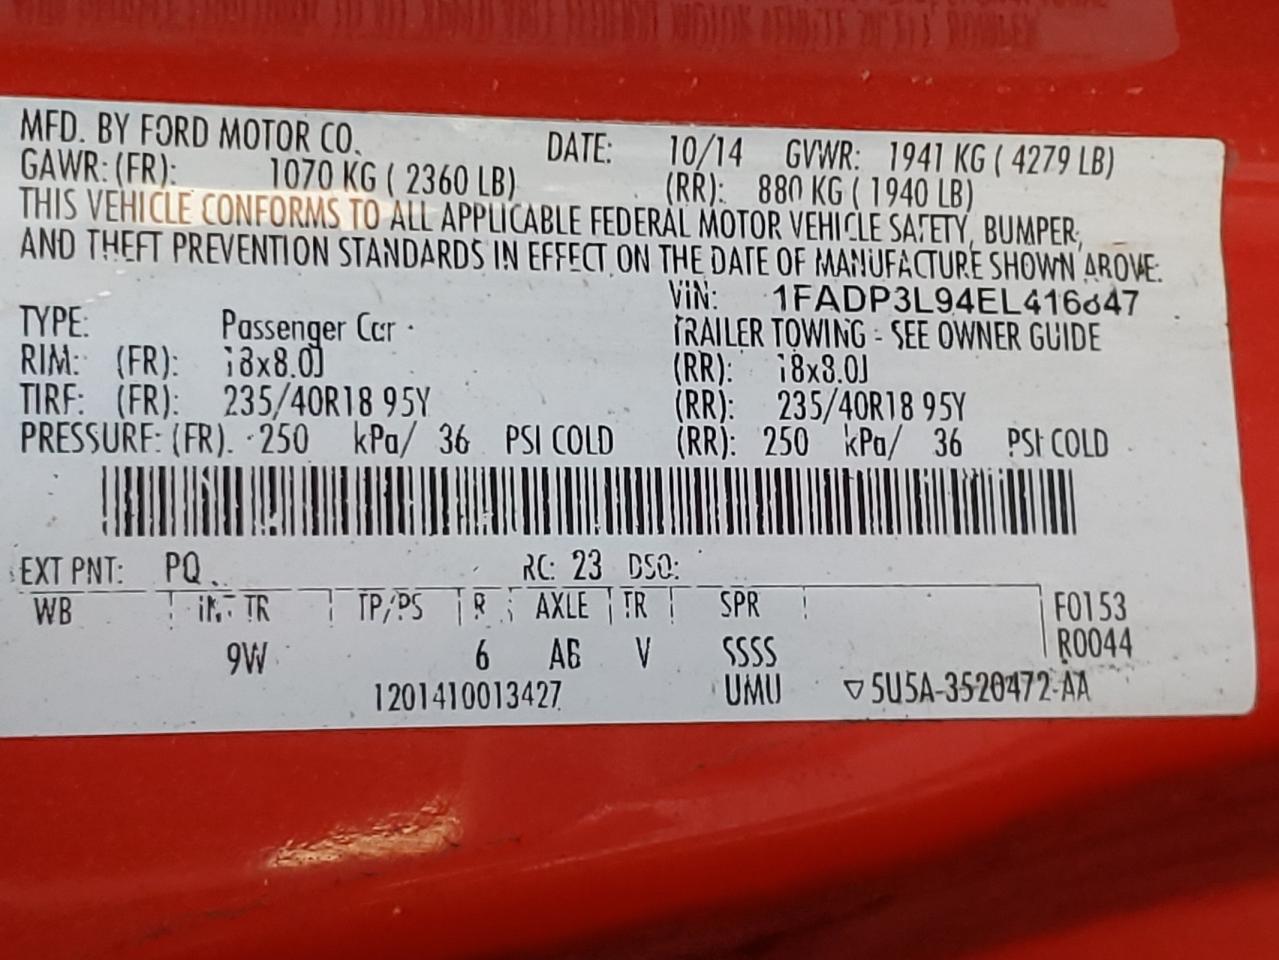 MFD. BY FORD MOTOR CO. DATE: 10/14 GVWR: 1941 KG ( 4279 LB)
GAWR: (FR): 1070 KG ( 2360 LB) (RR): 880 KG ( 1940 LB)
THIS VEHICLE CONFORMS TO ALL APPLICABLE FEDERAL MOTOR VEHICLE SAFETY, BUMPER,
AND THEFT PREVENTION STANDARDS IN EFFECT ON THE DATE OF MANUFACTURE SHOWN ABOVE.
VIN:
TYPE: Passenger Car TRAILER TOWING - SEE OWNER GUIDE
RIM: (FR): 18x8.0J (RR): 18x8.0J
TIRE: (FR): 235/40R18 95Y (RR): 235/40R18 95Y
PRESSURE: (FR): 250 kPa/ 36 PSI COLD (RR): 250 kPa/ 36 PSI COLD
EXT PNT: PQ RC: 23 DSO:
WB INT TR TP/PS R AXLE TR SPR F0153
9W 6 V SSSS R0044
1201410013427 UMU ▽5U5A-3520472-AA